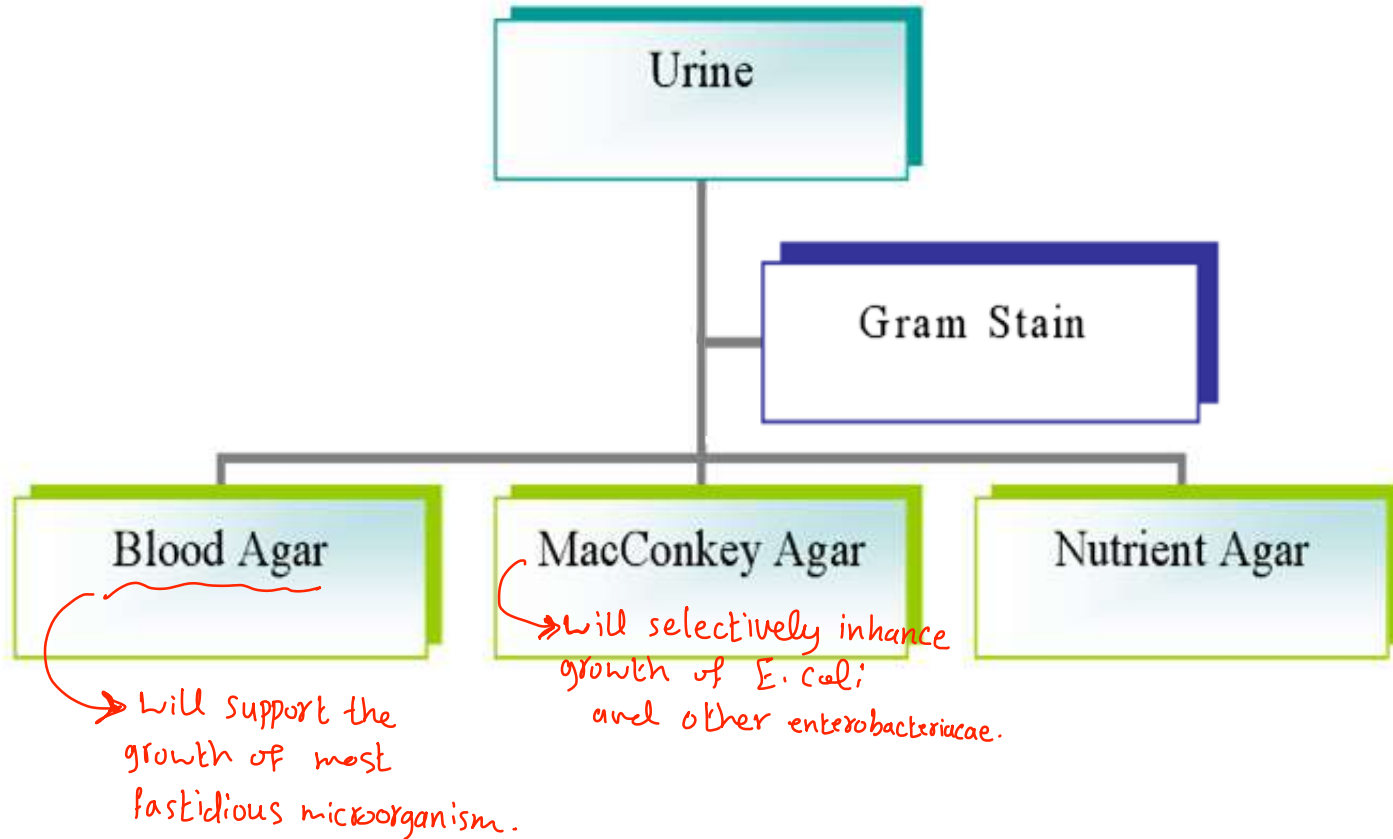 Urine
Gram Stain
Blood Agar
MacConkey Agar
Nutrient Agar
will selectively inhance
growth of E. coli
and other enterobacteriacae.
will support the
growth of most
fastidious microorganism.